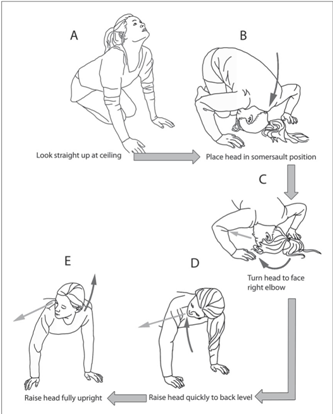 A
B
Look straight up at ceiling
Place head in somersault position
C
Turn head to face
right elbow
D
Raise head quickly to back level
E
Raise head fully upright